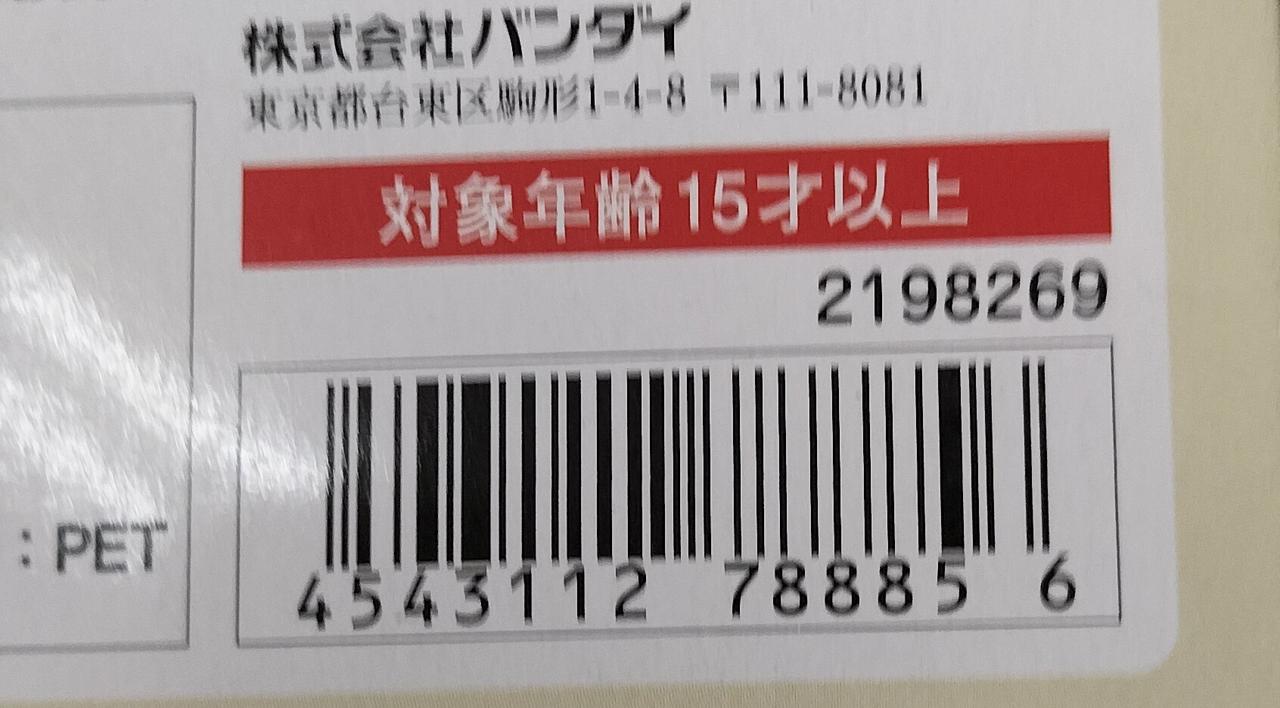 株式会社バンダイ
東京都台東区駒形1-4-8 〒111-8081
対象年齢15才以上
2198269
: PET
4543112 78885 6